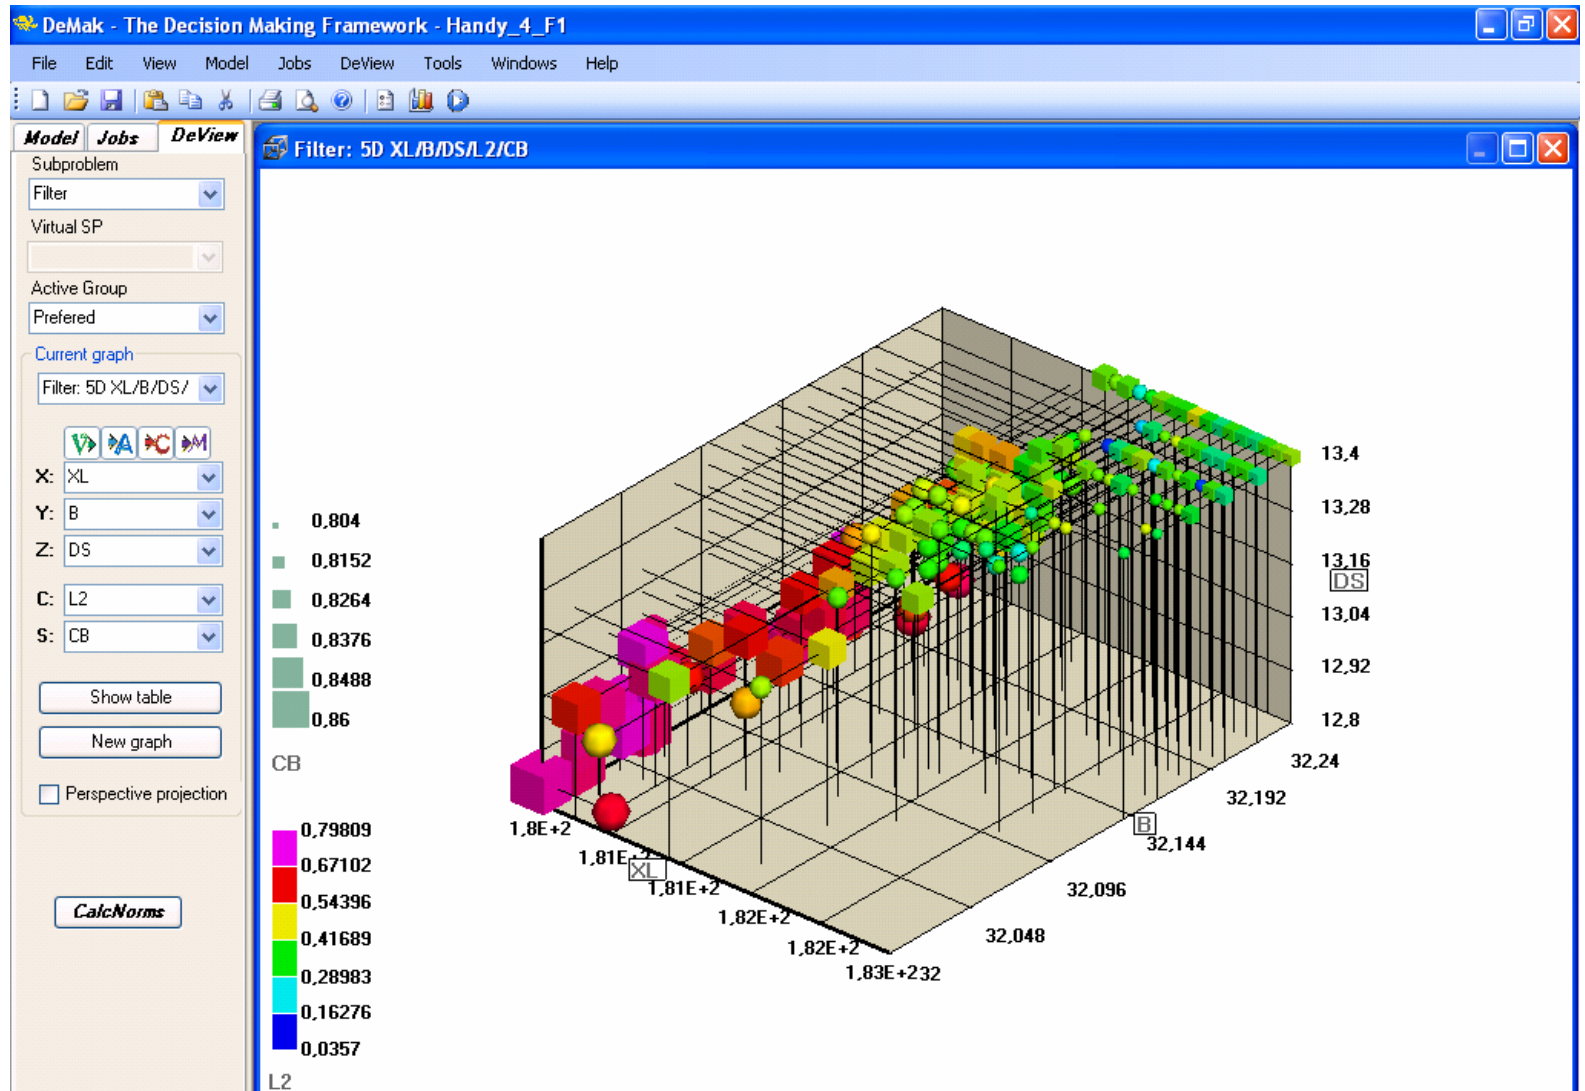 DeMak - The Decision Making Framework - Handy_4_F1
File Edit View Model Jobs DeView Tools Windows Help
Model Jobs DeView
Subproblem
Filter
Virtual SP
Active Group
Prefered
Current graph
Filter: 5D XL/B/DS/
V A C M
X: XL
Y: B
Z: DS
C: L2
S: CB
Show table
New graph
Perspective projection
CalcNorms
Filter: 5D XL/B/DS/L2/CB
0,804
0,8152
0,8264
0,8376
0,8488
0,86
CB
0,79809
0,67102
0,54396
0,41689
0,28983
0,16276
0,0357
L2
13,4
13,28
13,16
DS
13,04
12,92
12,8
32,24
32,192
B
32,144
32,096
32,048
32
1,8E+2
1,81E+2
XL
1,81E+2
1,82E+2
1,82E+2
1,83E+2